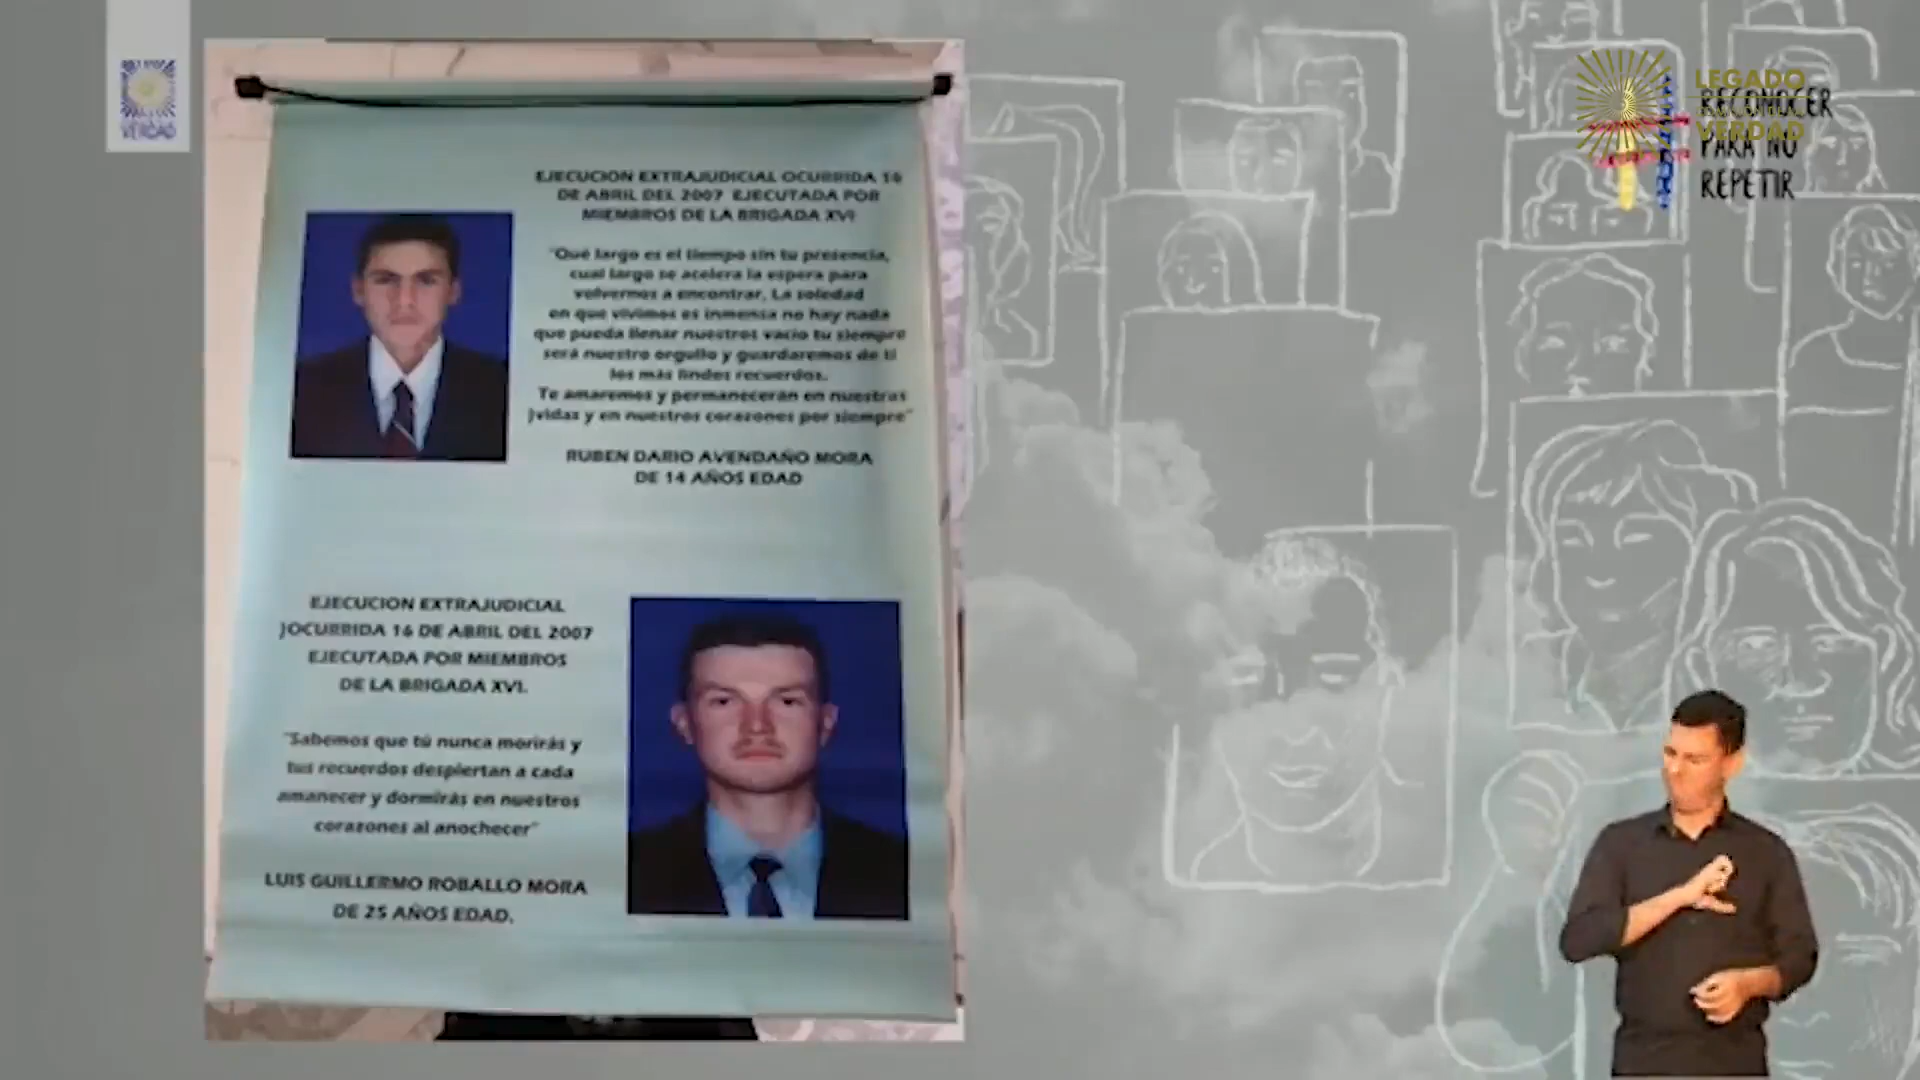 VERDAD
LEGADO
VERDAD
RECONOCER
PARA NO
REPETIR
EJECUCION EXTRAJUDICIAL OCURRIDA 16
DE ABRIL DEL 2007 EJECUTADA POR
MIEMBROS DE LA BRIGADA XVI
"Qué largo es el tiempo sin tu presencia,
cual largo se acelera la espera para
volvernos a encontrar. La soledad
en que vivimos es inmensa no hay nada
que pueda llenar nuestros vacio tu siempre
será nuestro orgullo y guardaremos de ti
los más lindos recuerdos.
Te amaremos y permanecerán en nuestras
}vidas y en nuestros corazones por siempre"
RUBEN DARIO AVENDAÑO MORA
DE 14 AÑOS EDAD
EJECUCION EXTRAJUDICIAL
}OCURRIDA 16 DE ABRIL DEL 2007
EJECUTADA POR MIEMBROS
DE LA BRIGADA XVI.
"Sabemos que tú nunca morirás y
tus recuerdos despiertan a cada
amanecer y dormirás en nuestros
corazones al anochecer"
LUIS GUILLERMO ROBALLO MORA
DE 25 AÑOS EDAD.